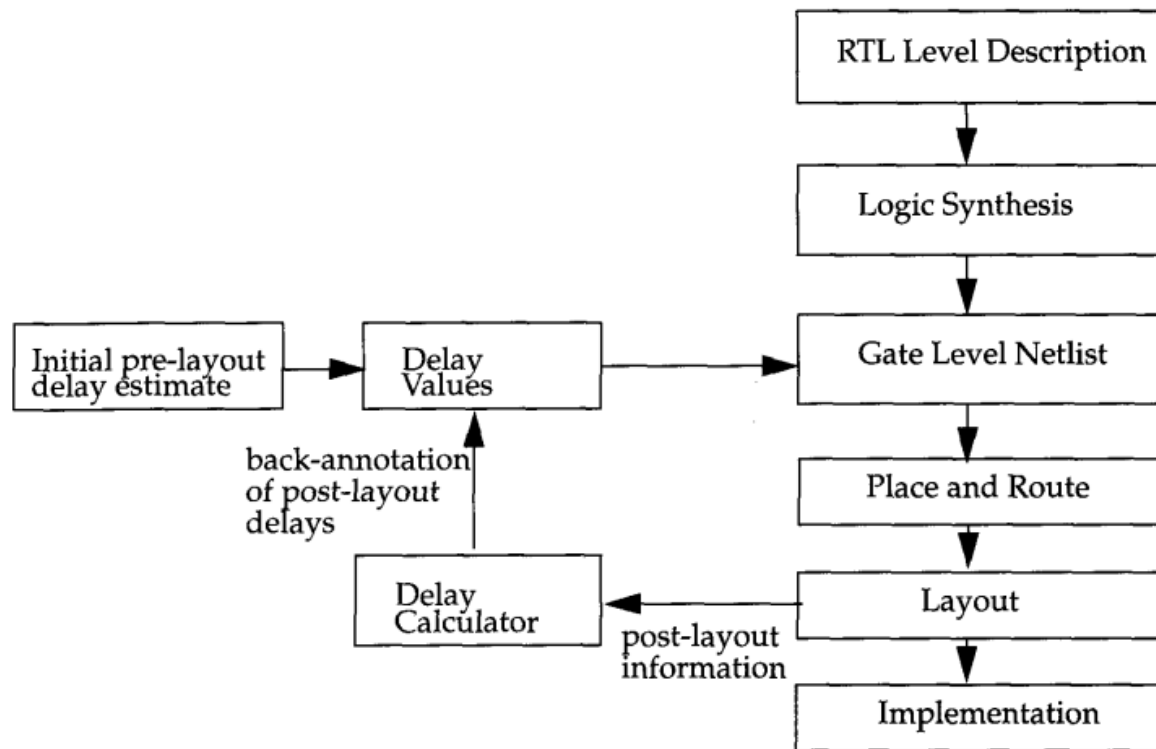 RTL Level Description
Logic Synthesis
Initial pre-layout
delay estimate
Delay
Values
Gate Level Netlist
back-annotation
of post-layout
delays
Place and Route
Delay
Calculator
Layout
post-layout
information
Implementation